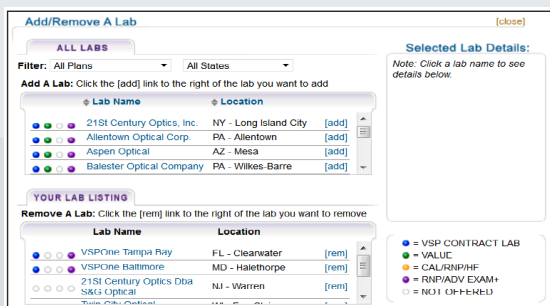 Add/Remove A Lab
[close]
ALL LABS
Filter: All Plans All States
Add A Lab: Click the [add] link to the right of the lab you want to add
Lab Name Location
21St Century Optics, Inc. NY - Long Island City [add]
Allentown Optical Corp. PA - Allentown [add]
Aspen Optical AZ - Mesa [add]
Balester Optical Company PA - Wilkes-Barre [add]
YOUR LAB LISTING
Remove A Lab: Click the [rem] link to the right of the lab you want to remove
Lab Name Location
VSPOne Tampa Bay FL - Clearwater [rem]
VSPOne Baltimore MD - Halethorpe [rem]
21St Century Optics Dba
S&G Optical NJ - Warren [rem]
Twin City Optical
Selected Lab Details:
Note: Click a lab name to see
details below.
= VSP CONTRACT LAB
= VALUE
= CAL/RNP/HF
= RNP/ADV EXAM+
= NOT OFFERED